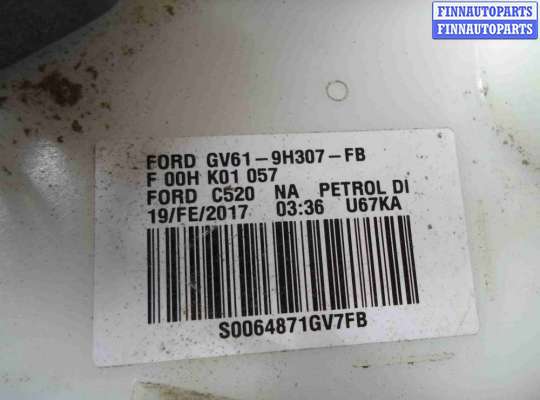 FINNAUTOPARTS
FINNAUTOPARTS
FORD GV61-9H307-FB
F 00H K01 057
FORD C520 NA PETROL DI
19/FE/2017 03:36 U67KA
S0064871GV7FB